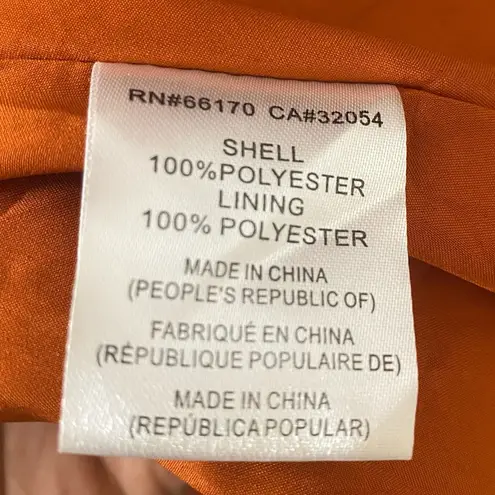 RN#66170 CA#32054
SHELL
100%POLYESTER
LINING
100% POLYESTER
MADE IN CHINA
(PEOPLE'S REPUBLIC OF)
FABRIQUÉ EN CHINA
(RÉPUBLIQUE POPULAIRE DE)
MADE IN CHINA
(REPÚBLICA POPULAR)